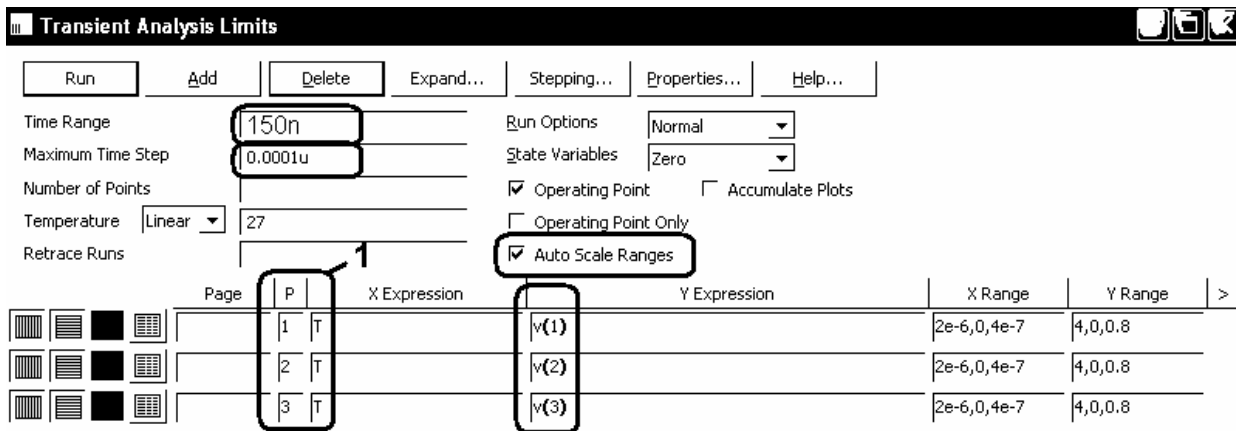 Transient Analysis Limits
Run Add Delete Expand... Stepping... Properties... Help...
Time Range 150n Run Options Normal
Maximum Time Step 0.0001u State Variables Zero
Number of Points Operating Point Accumulate Plots
Temperature Linear 27 Operating Point Only
Retrace Runs 1 Auto Scale Ranges
Page P X Expression Y Expression X Range Y Range >
1 T v(1) 2e-6,0,4e-7 4,0,0.8
2 T v(2) 2e-6,0,4e-7 4,0,0.8
3 T v(3) 2e-6,0,4e-7 4,0,0.8